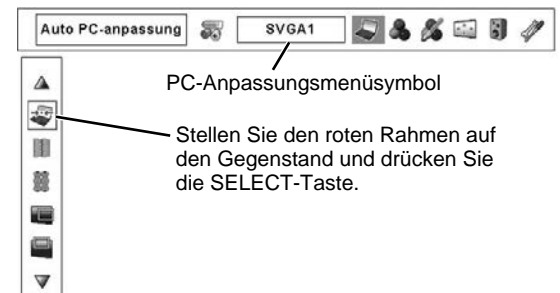 Auto PC-anpassung
SVGA1
PC-Anpassungsmenüsymbol
Stellen Sie den roten Rahmen auf
den Gegenstand und drücken Sie
die SELECT-Taste.